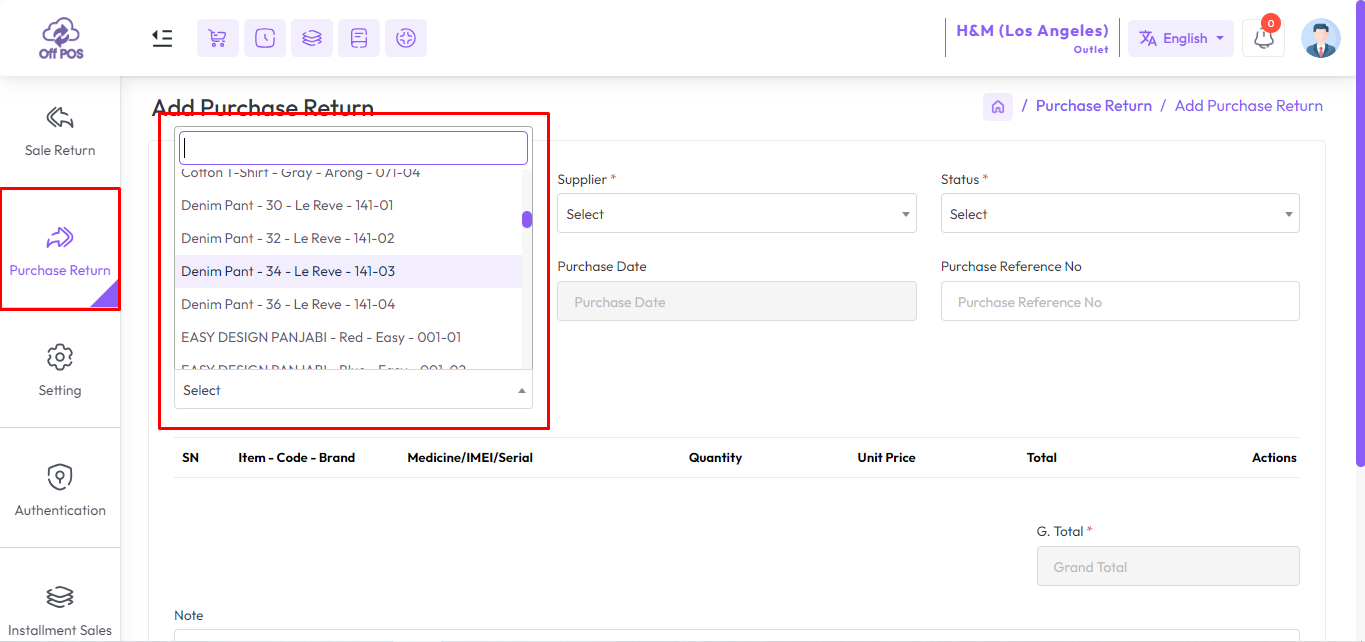 Off POS
H&M (Los Angeles)
Outlet
English
0
Sale Return
Purchase Return
Setting
Authentication
Installment Sales
Add Purchase Return
/ Purchase Return / Add Purchase Return
Cotton T-Shirt - Gray - Arong - 071-04
Denim Pant - 30 - Le Reve - 141-01
Denim Pant - 32 - Le Reve - 141-02
Denim Pant - 34 - Le Reve - 141-03
Denim Pant - 36 - Le Reve - 141-04
EASY DESIGN PANJABI - Red - Easy - 001-01
EASY DESIGN PANJABI - Blue - Easy - 001-02
Select
Supplier *
Select
Status *
Select
Purchase Date
Purchase Date
Purchase Reference No
Purchase Reference No
SN Item - Code - Brand Medicine/IMEI/Serial Quantity Unit Price Total Actions
G. Total *
Grand Total
Note